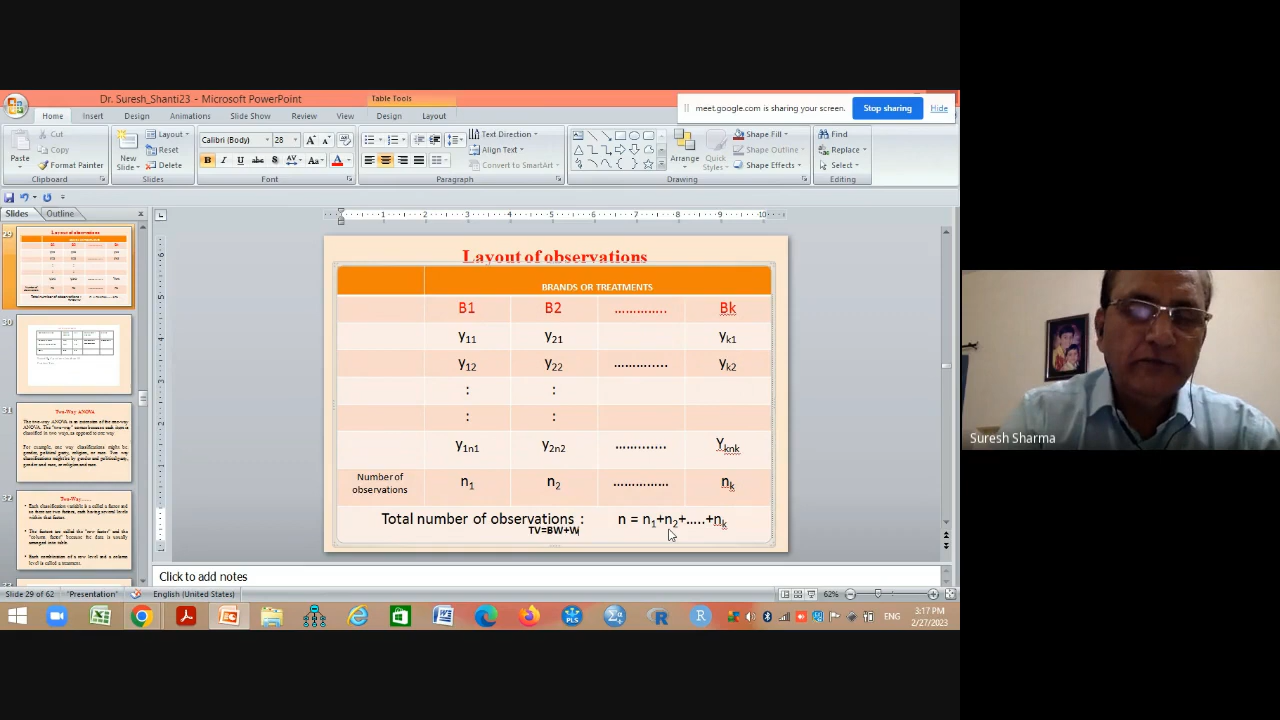 Dr. Suresh_Shanti23 - Microsoft PowerPoint
Table Tools
meet.google.com is sharing your screen.
Stop sharing
Hide
Home Insert Design Animations Slide Show Review View Design Layout
Cut
Copy
Format Painter
Paste
Clipboard
New Slide
Layout
Reset
Delete
Slides
Calibri (Body) 28
Font
Text Direction
Align Text
Convert to SmartArt
Paragraph
Arrange
Quick Styles
Shape Fill
Shape Outline
Shape Effects
Drawing
Find
Replace
Select
Editing
Slides Outline
29
30
31
Two-Way ANOVA
32
Two-Way......
Layout of observations
BRANDS OR TREATMENTS
B1 B2 ………….. Bk
y11 y21 yk1
y12 y22 ………..... yk2
: :
: :
y1n1 y2n2 …………. Yknk
Number of observations n1 n2 …………… nk
Total number of observations : n = n1+n2+…..+nk
TV=BW+W
Click to add notes
Slide 29 of 62 "Presentation" English (United States) 62%
ENG
3:17 PM
2/27/2023
Suresh Sharma